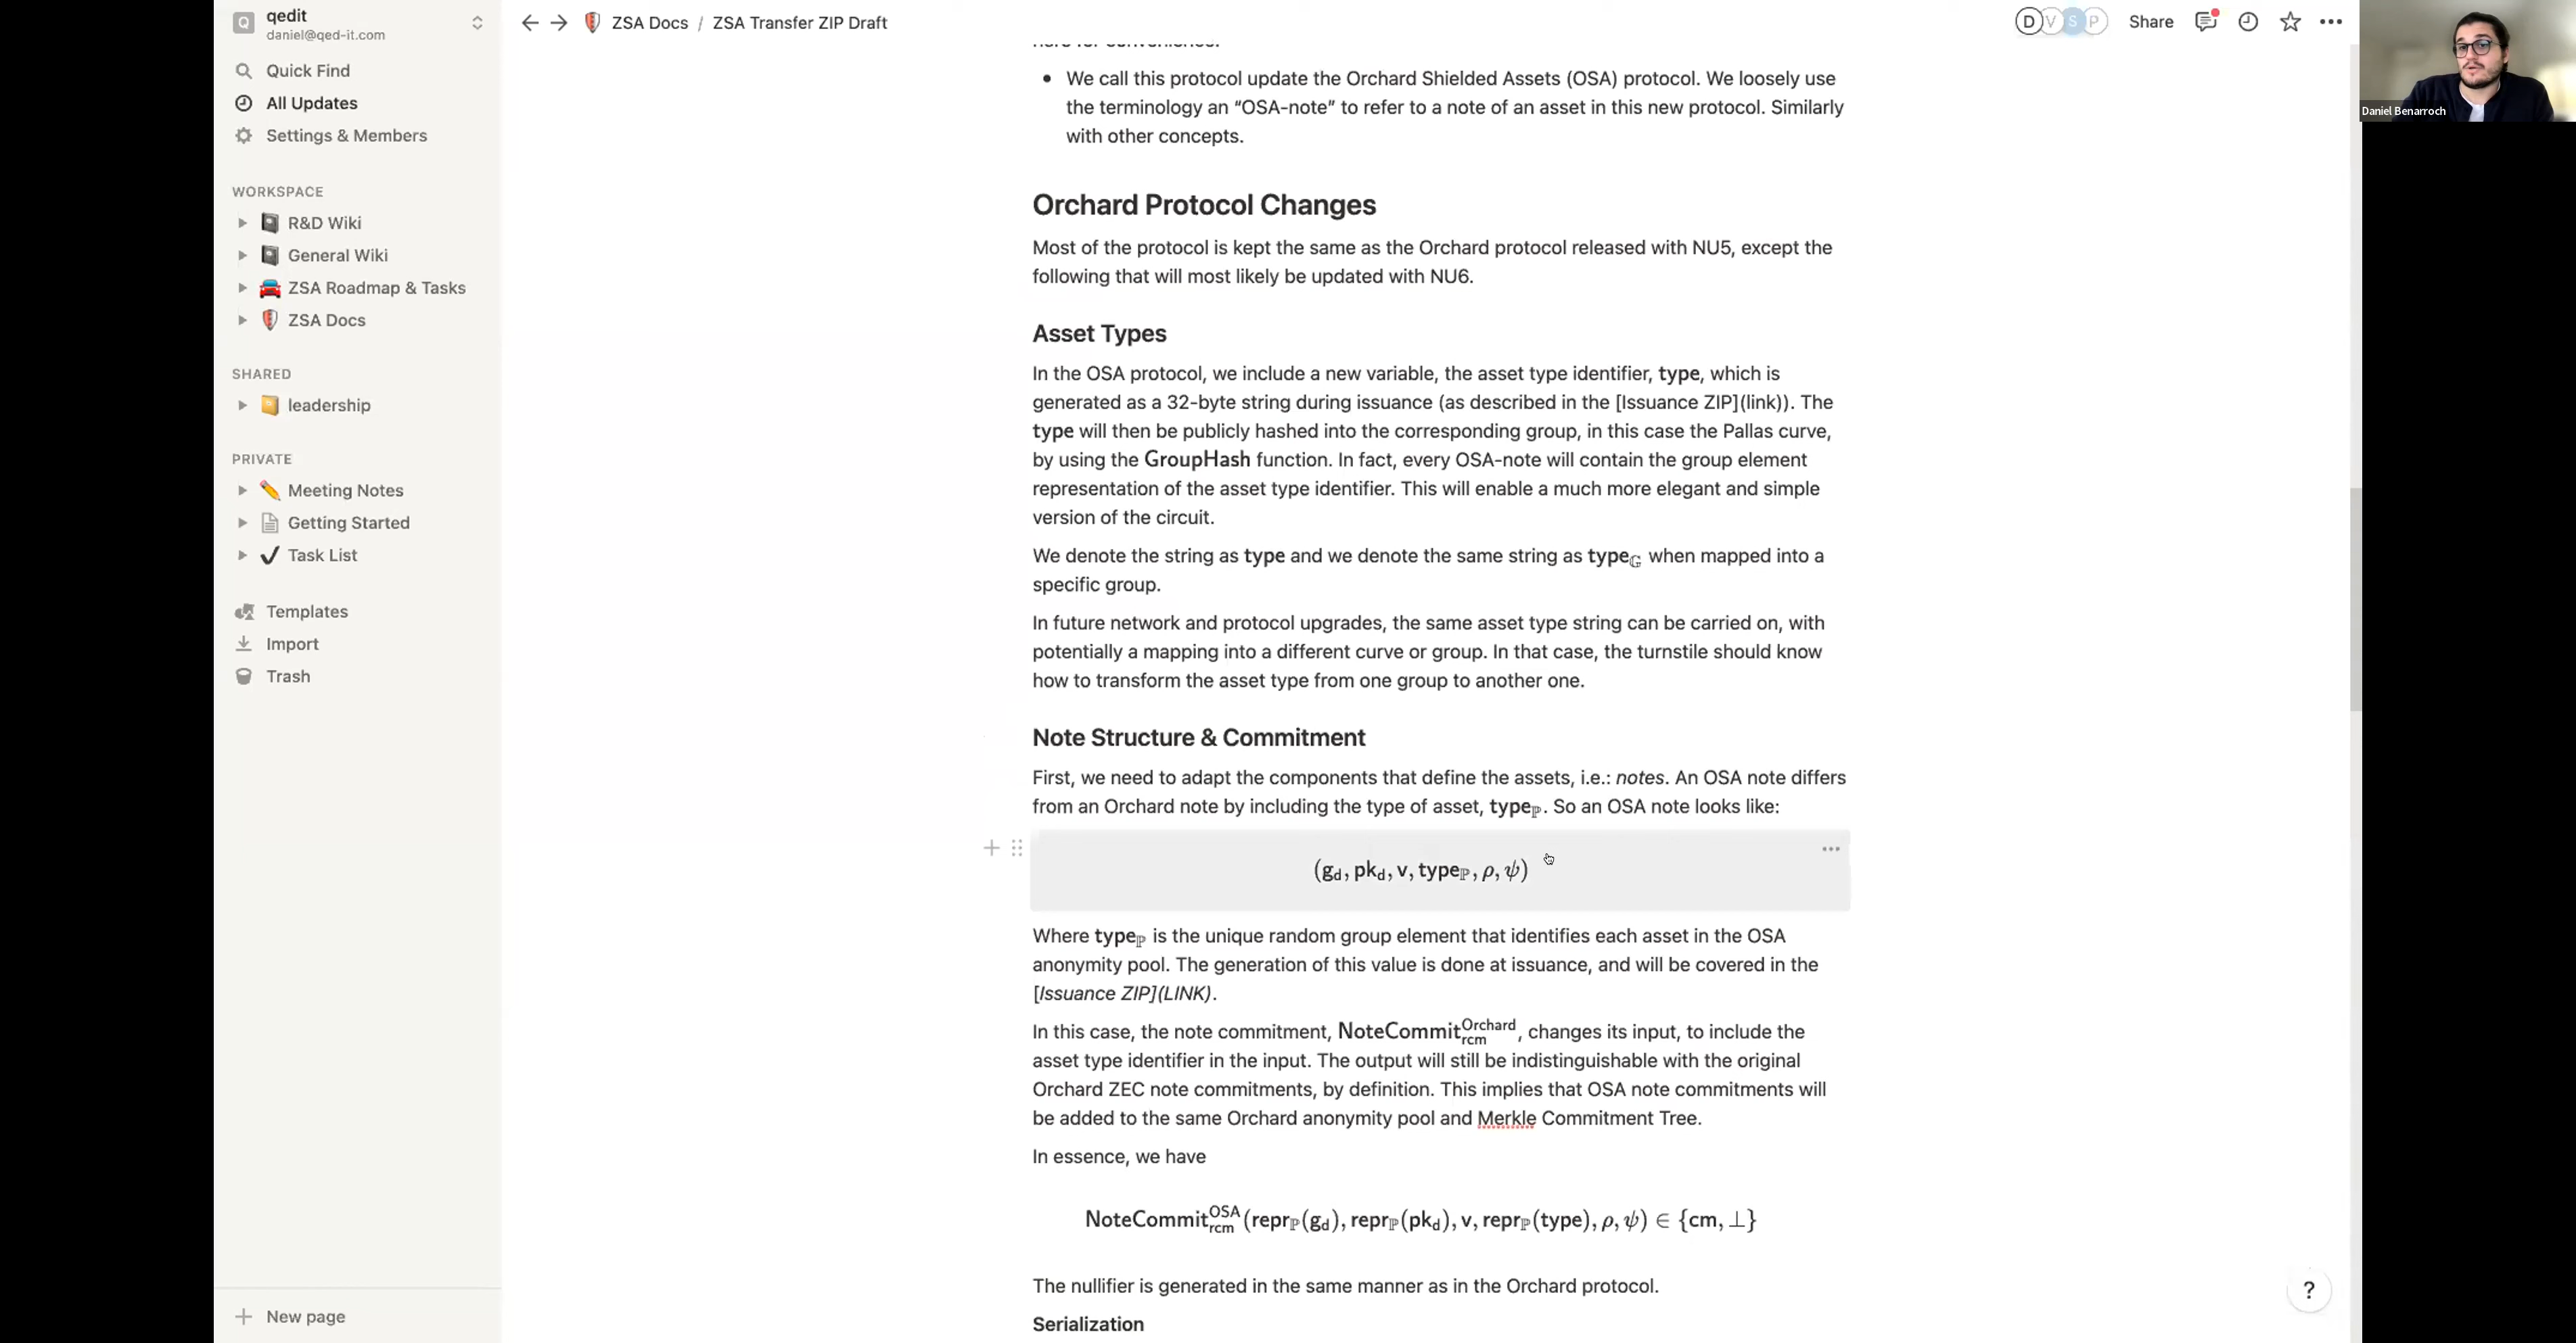 qedit
daniel@qed-it.com
Quick Find
All Updates
Settings & Members
WORKSPACE
R&D Wiki
General Wiki
ZSA Roadmap & Tasks
ZSA Docs
SHARED
leadership
PRIVATE
Meeting Notes
Getting Started
Task List
Templates
Import
Trash
New page
ZSA Docs / ZSA Transfer ZIP Draft
D V S P Share
Daniel Benarroch
here for convenience.
• We call this protocol update the Orchard Shielded Assets (OSA) protocol. We loosely use
the terminology an “OSA-note” to refer to a note of an asset in this new protocol. Similarly
with other concepts.
Orchard Protocol Changes
Most of the protocol is kept the same as the Orchard protocol released with NU5, except the
following that will most likely be updated with NU6.
Asset Types
In the OSA protocol, we include a new variable, the asset type identifier, type, which is
generated as a 32-byte string during issuance (as described in the [Issuance ZIP](link)). The
type will then be publicly hashed into the corresponding group, in this case the Pallas curve,
by using the GroupHash function. In fact, every OSA-note will contain the group element
representation of the asset type identifier. This will enable a much more elegant and simple
version of the circuit.
We denote the string as type and we denote the same string as type𝔾 when mapped into a
specific group.
In future network and protocol upgrades, the same asset type string can be carried on, with
potentially a mapping into a different curve or group. In that case, the turnstile should know
how to transform the asset type from one group to another one.
Note Structure & Commitment
First, we need to adapt the components that define the assets, i.e.: notes. An OSA note differs
from an Orchard note by including the type of asset, typeℙ. So an OSA note looks like:
(gd, pkd, v, typeℙ, ρ, ψ)
Where typeℙ is the unique random group element that identifies each asset in the OSA
anonymity pool. The generation of this value is done at issuance, and will be covered in the
[Issuance ZIP](LINK).
In this case, the note commitment, NoteCommit^Orchard_rcm, changes its input, to include the
asset type identifier in the input. The output will still be indistinguishable with the original
Orchard ZEC note commitments, by definition. This implies that OSA note commitments will
be added to the same Orchard anonymity pool and Merkle Commitment Tree.
In essence, we have
NoteCommit^OSA_rcm(reprℙ(gd), reprℙ(pkd), v, reprℙ(type), ρ, ψ) ∈ {cm, ⊥}
The nullifier is generated in the same manner as in the Orchard protocol.
Serialization
?